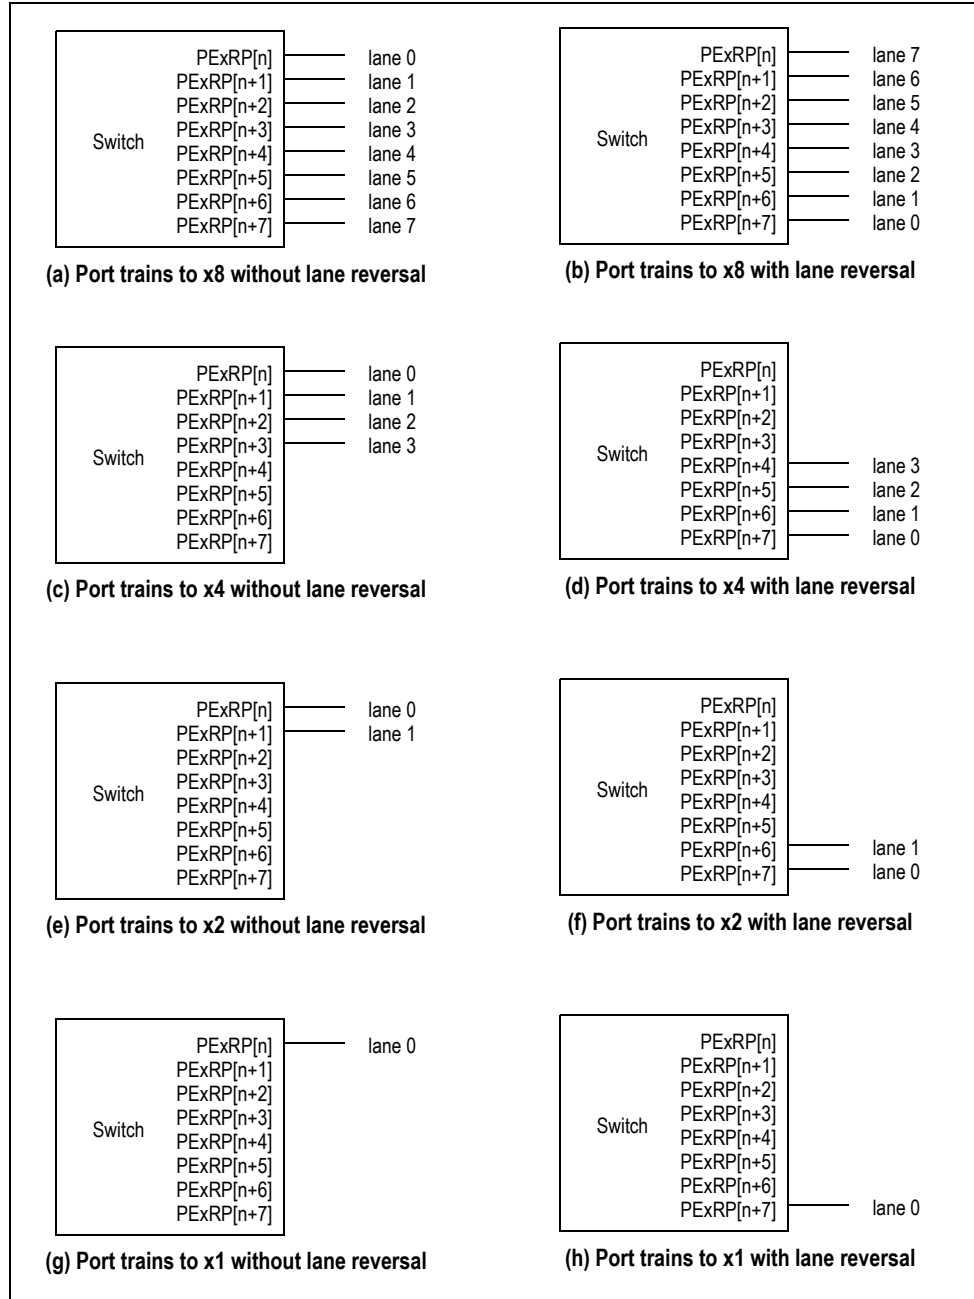 PExRP[n] lane 0
PExRP[n+1] lane 1
PExRP[n+2] lane 2
PExRP[n+3] lane 3
Switch
PExRP[n+4] lane 4
PExRP[n+5] lane 5
PExRP[n+6] lane 6
PExRP[n+7] lane 7
(a) Port trains to x8 without lane reversal
PExRP[n] lane 7
PExRP[n+1] lane 6
PExRP[n+2] lane 5
PExRP[n+3] lane 4
Switch
PExRP[n+4] lane 3
PExRP[n+5] lane 2
PExRP[n+6] lane 1
PExRP[n+7] lane 0
(b) Port trains to x8 with lane reversal
PExRP[n] lane 0
PExRP[n+1] lane 1
PExRP[n+2] lane 2
PExRP[n+3] lane 3
Switch
PExRP[n+4]
PExRP[n+5]
PExRP[n+6]
PExRP[n+7]
(c) Port trains to x4 without lane reversal
PExRP[n]
PExRP[n+1]
PExRP[n+2]
PExRP[n+3]
Switch
PExRP[n+4] lane 3
PExRP[n+5] lane 2
PExRP[n+6] lane 1
PExRP[n+7] lane 0
(d) Port trains to x4 with lane reversal
PExRP[n] lane 0
PExRP[n+1] lane 1
PExRP[n+2]
PExRP[n+3]
Switch
PExRP[n+4]
PExRP[n+5]
PExRP[n+6]
PExRP[n+7]
(e) Port trains to x2 without lane reversal
PExRP[n]
PExRP[n+1]
PExRP[n+2]
PExRP[n+3]
Switch
PExRP[n+4]
PExRP[n+5]
PExRP[n+6] lane 1
PExRP[n+7] lane 0
(f) Port trains to x2 with lane reversal
PExRP[n] lane 0
PExRP[n+1]
PExRP[n+2]
PExRP[n+3]
Switch
PExRP[n+4]
PExRP[n+5]
PExRP[n+6]
PExRP[n+7]
(g) Port trains to x1 without lane reversal
PExRP[n]
PExRP[n+1]
PExRP[n+2]
PExRP[n+3]
Switch
PExRP[n+4]
PExRP[n+5]
PExRP[n+6]
PExRP[n+7] lane 0
(h) Port trains to x1 with lane reversal